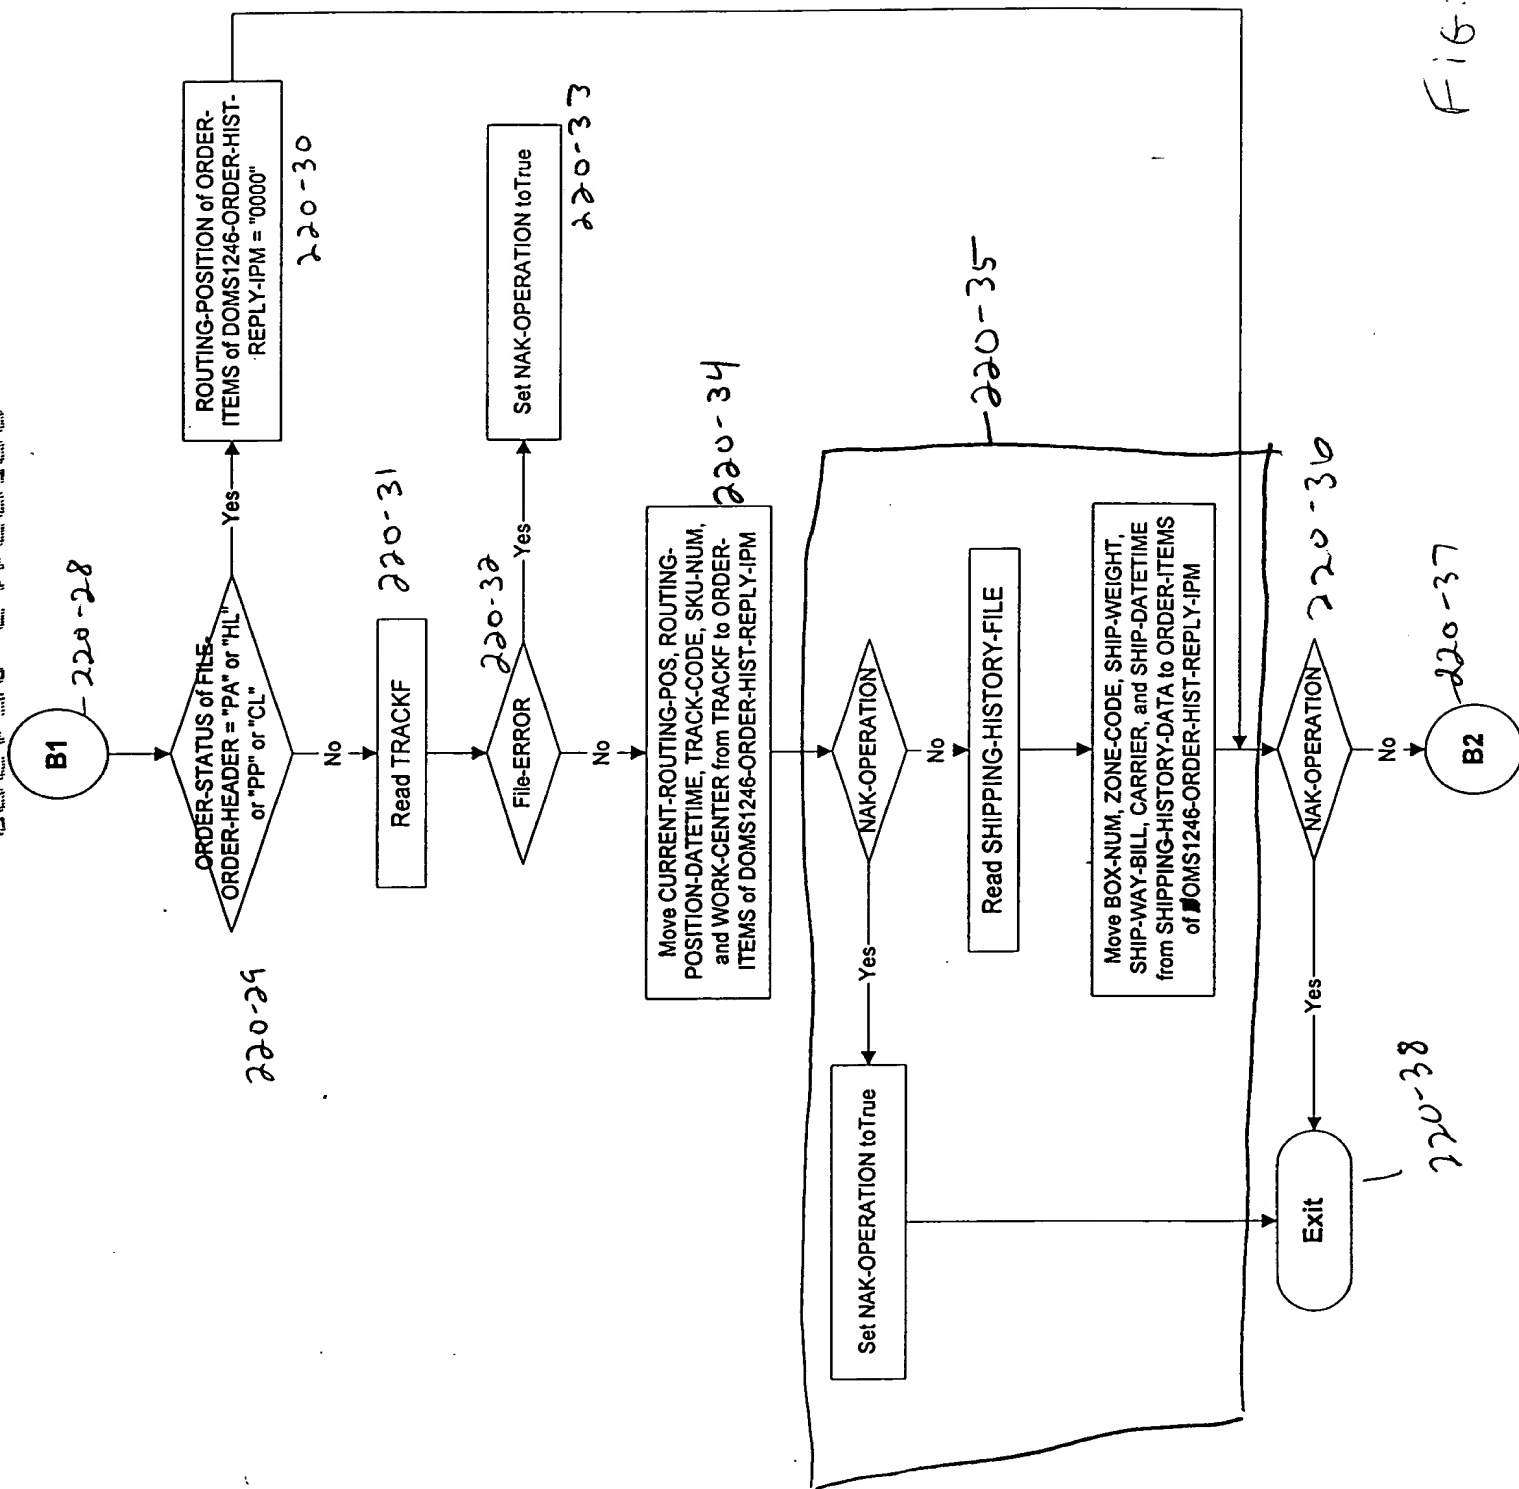 B1
220-28
ORDER-STATUS of FILE-
ORDER-HEADER = "PA" or "HL"
or "PP" or "CL"
220-29
Yes
ROUTING-POSITION of ORDER-
ITEMS of DOMS1246-ORDER-HIST-
REPLY-IPM = "0000"
220-30
No
Read TRACKF
220-31
File-ERROR
220-32
Yes
Set NAK-OPERATION toTrue
220-33
No
Move CURRENT-ROUTING-POS, ROUTING-
POSITION-DATETIME, TRACK-CODE, SKU-NUM,
and WORK-CENTER from TRACKF to ORDER-
ITEMS of DOMS1246-ORDER-HIST-REPLY-IPM
220-34
220-35
NAK-OPERATION
Yes
Set NAK-OPERATION toTrue
No
Read SHIPPING-HISTORY-FILE
Move BOX-NUM, ZONE-CODE, SHIP-WEIGHT,
SHIP-WAY-BILL, CARRIER, and SHIP-DATETIME
from SHIPPING-HISTORY-DATA to ORDER-ITEMS
of DOMS1246-ORDER-HIST-REPLY-IPM
NAK-OPERATION
220-36
Yes
Exit
220-38
No
B2
220-37
FIG.